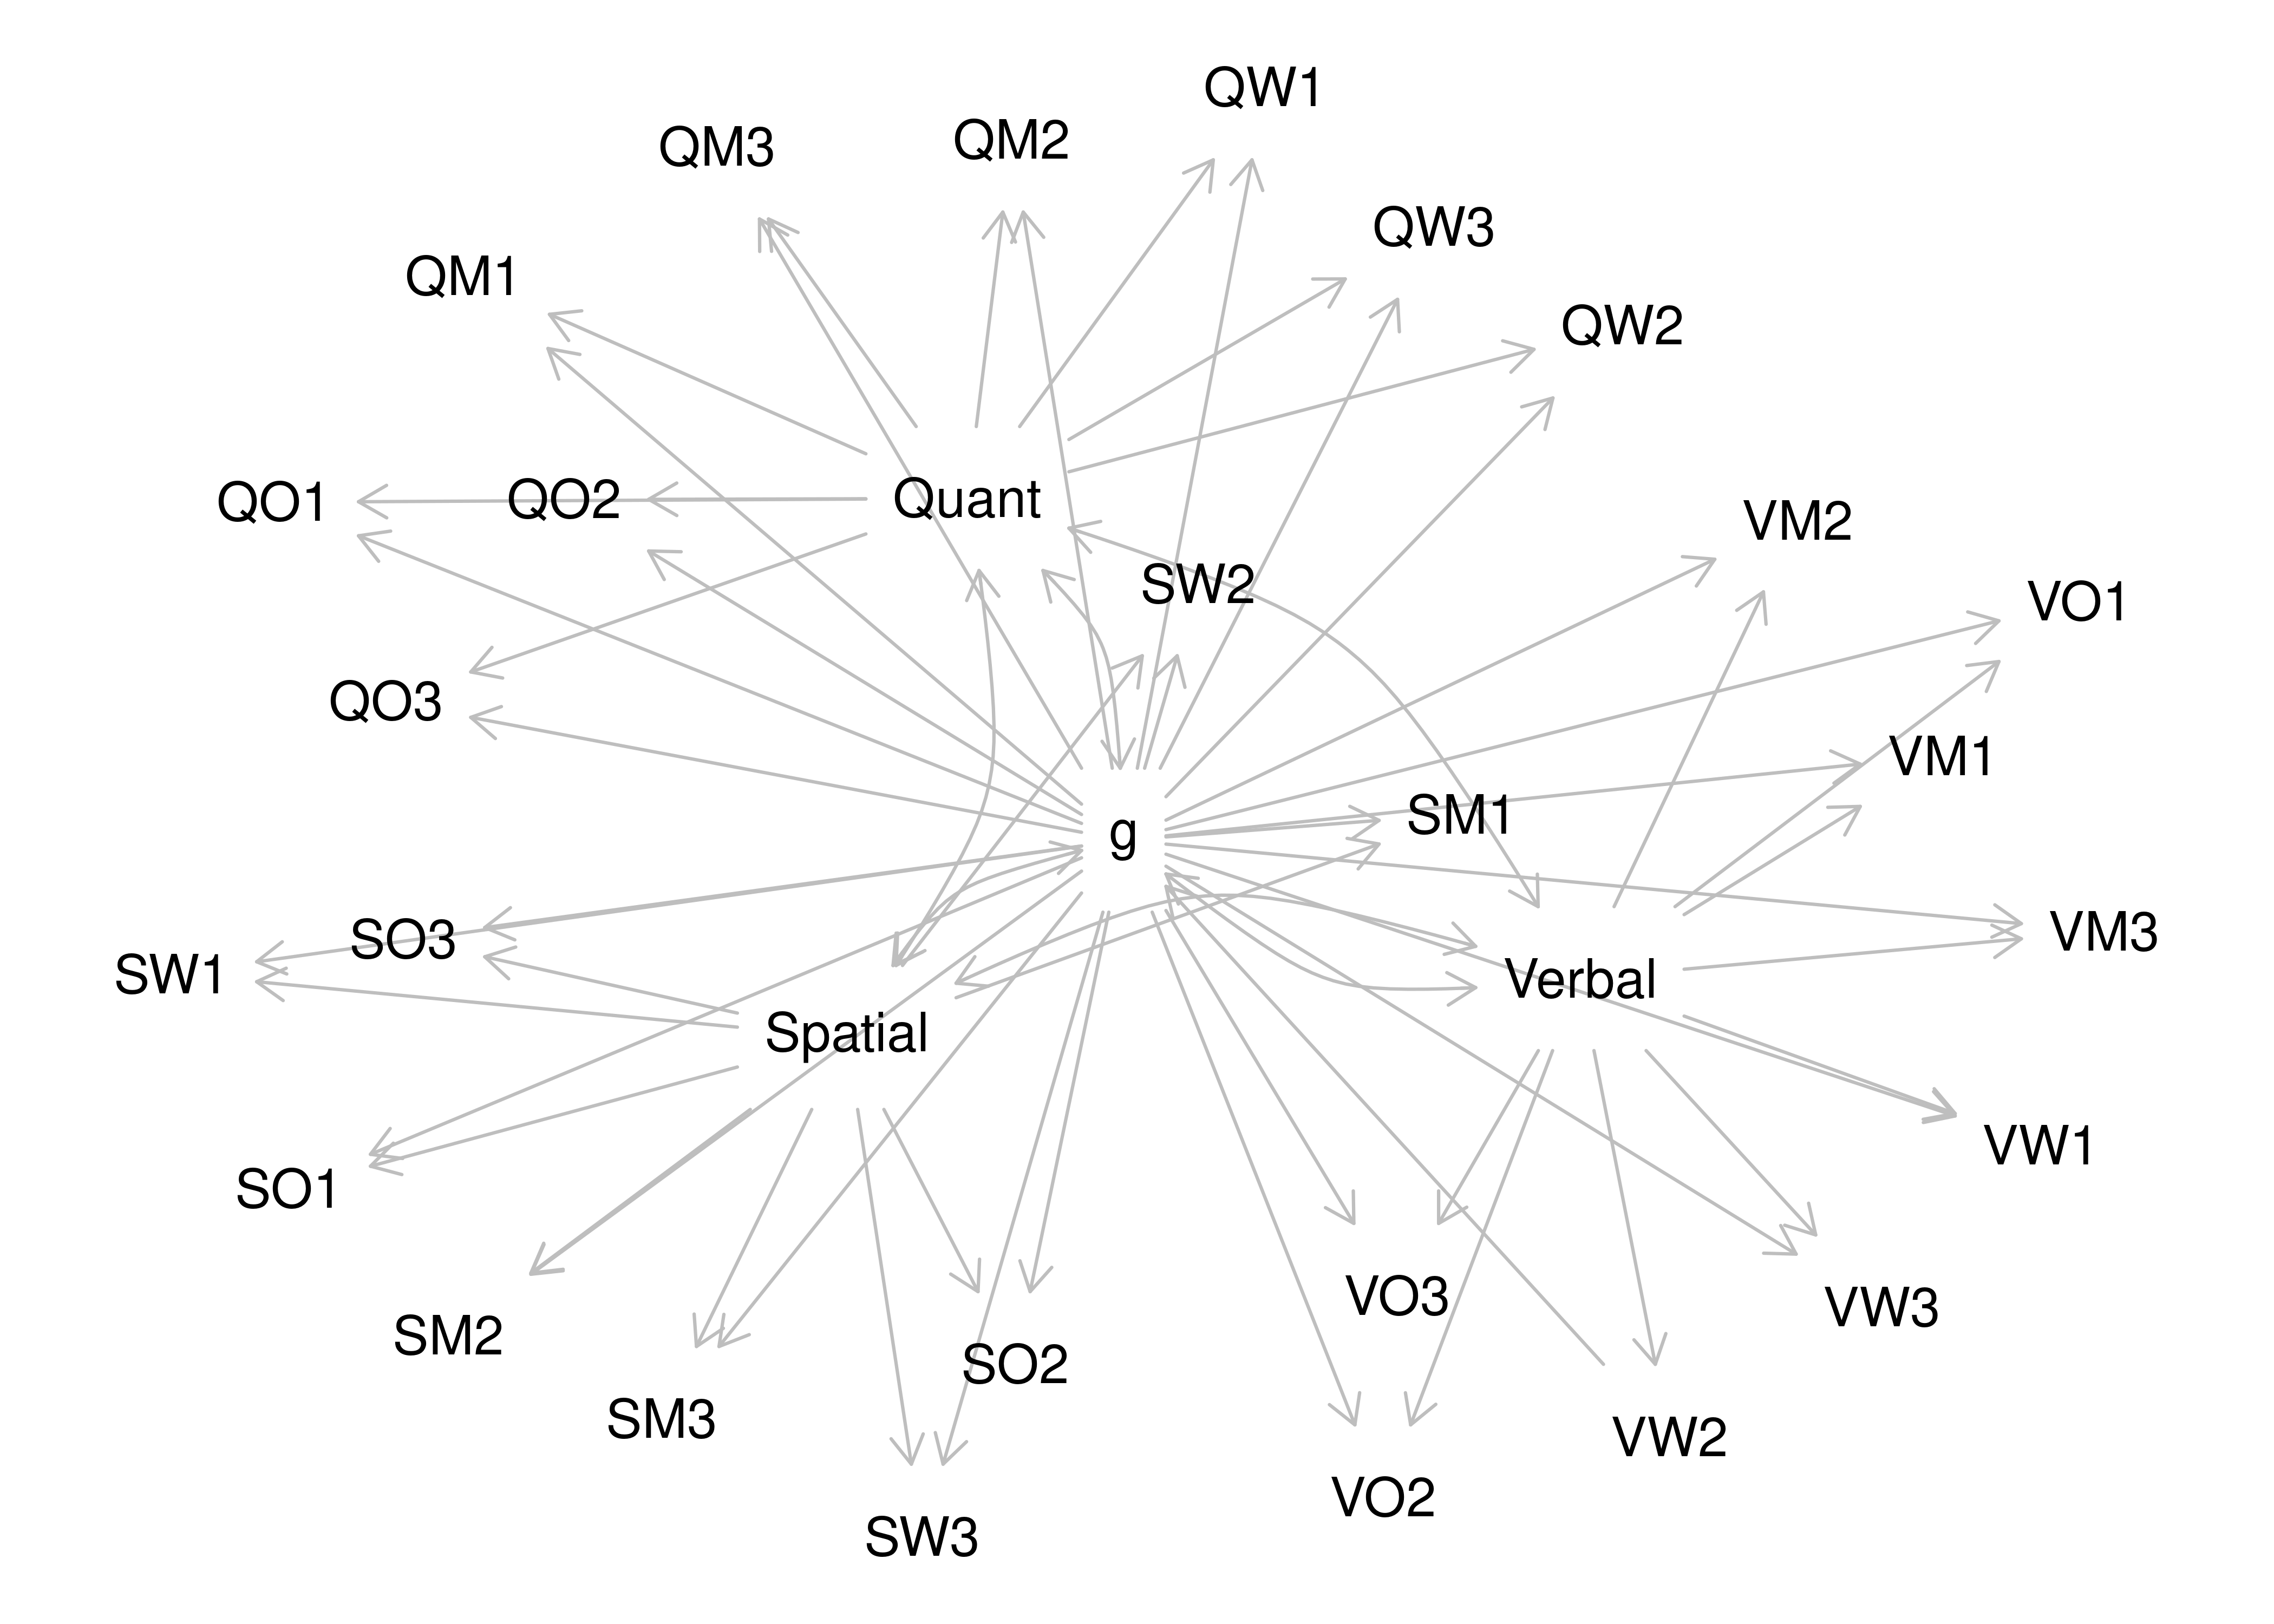 QW1
QM2
QM3
QW3
QM1
QW2
Quant
QO2
QO1
VM2
SW2
VO1
QO3
VM1
SM1
g
VM3
SO3
SW1
Verbal
Spatial
VW1
SO1
VO3
VW3
SM2
SO2
SM3
VW2
VO2
SW3